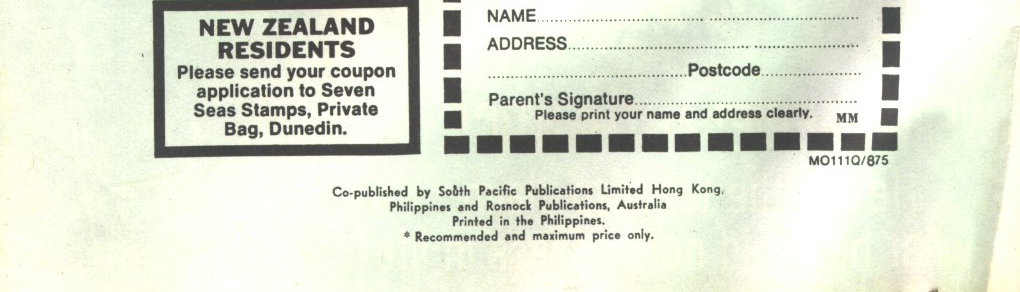 NEW ZEALAND
RESIDENTS
Please send your coupon
application to Seven
Seas Stamps, Private
Bag, Dunedin.
NAME
ADDRESS
Postcode
Parent's Signature
Please print your name and address clearly. MM
MO111Q/875
Co-published by South Pacific Publications Limited Hong Kong,
Philippines and Rosnock Publications, Australia
Printed in the Philippines.
* Recommended and maximum price only.